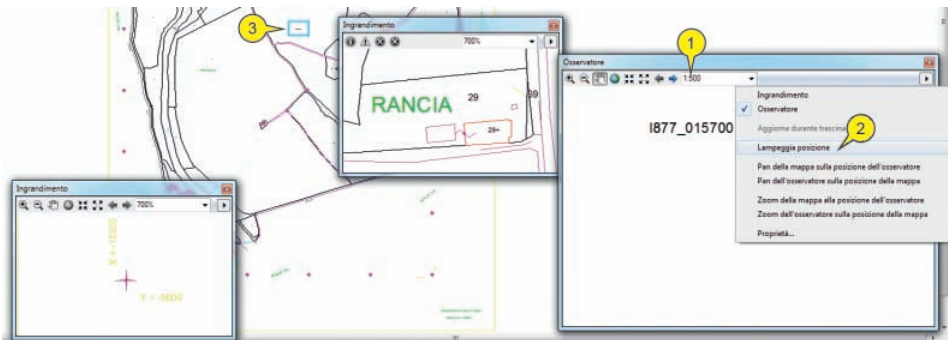 3
Ingrandimento
700%
RANCIA
29
29+
1
Osservatore
1:500
I877_015700
Ingrandimento
Osservatore
Aggiorna durante trascina
2
Lampeggia posizione
Pan della mappa sulla posizione dell'osservatore
Pan dell'osservatore sulla posizione della mappa
Zoom della mappa alla posizione dell'osservatore
Zoom dell'osservatore sulla posizione della mappa
Proprietà...
Ingrandimento
700%
X = -16800
Y = -5600